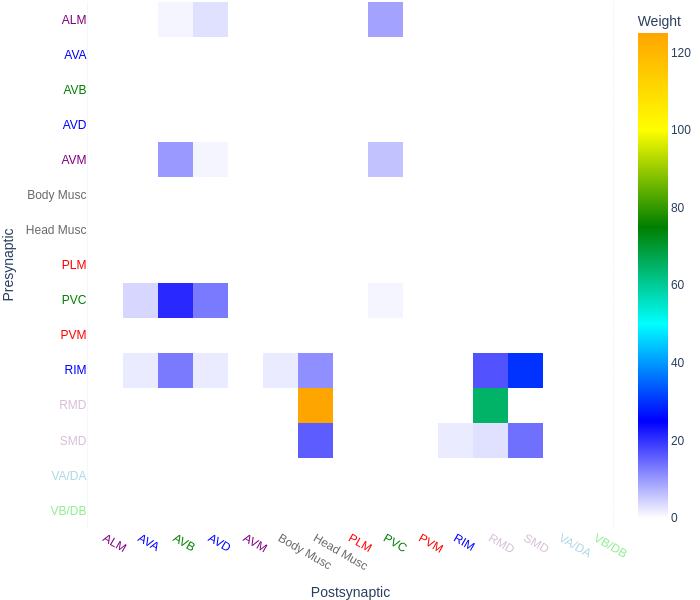 Weight
ALM
AVA
AVB
AVD
AVM
Body Musc
Head Musc
PLM
PVC
PVM
RIM
RMD
SMD
VA/DA
VB/DB
Presynaptic
ALM
AVA
AVB
AVD
AVM
Body Musc
Head Musc
PLM
PVC
PVM
RIM
RMD
SMD
VA/DA
VB/DB
Postsynaptic
120
100
80
60
40
20
0